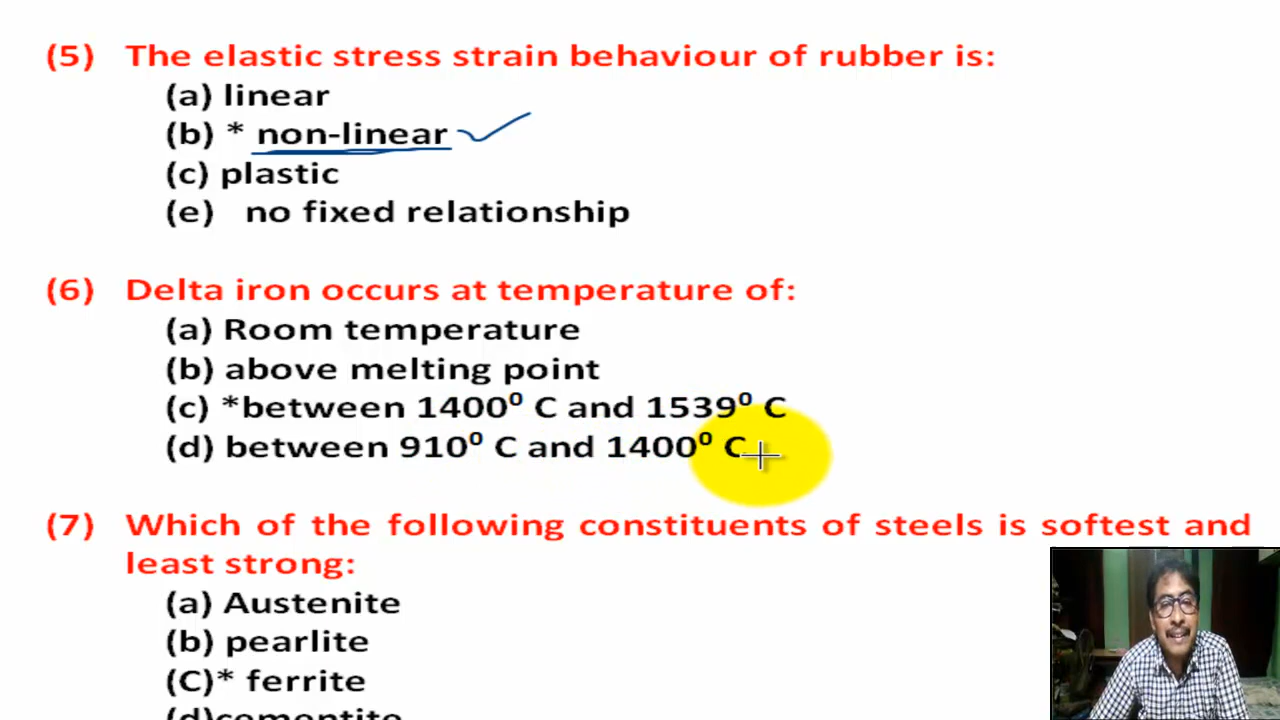 (5) The elastic stress strain behaviour of rubber is:
(a) linear
(b) * non-linear
(c) plastic
(e) no fixed relationship
(6) Delta iron occurs at temperature of:
(a) Room temperature
(b) above melting point
(c) *between 1400⁰ C and 1539⁰ C
(d) between 910⁰ C and 1400⁰ C
(7) Which of the following constituents of steels is softest and
least strong:
(a) Austenite
(b) pearlite
(C)* ferrite
(d)cementite